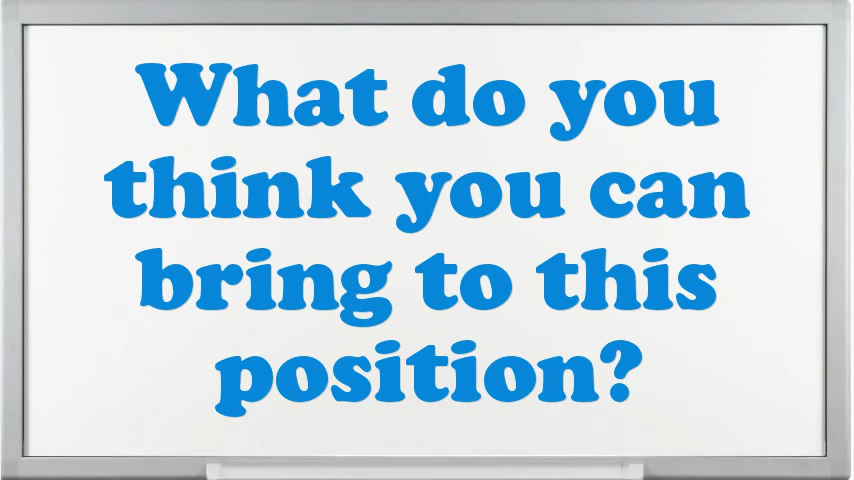 What do you
think you can
bring to this
position?